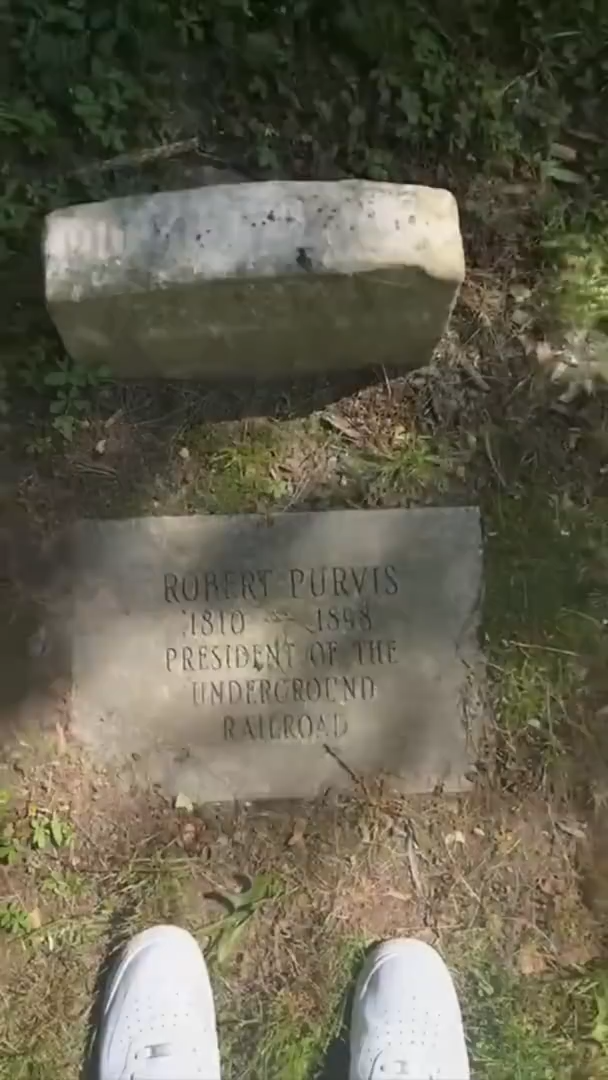 ROBERT PURVIS
1810 1898
PRESIDENT OF THE
UNDERGROUND
RAILROAD